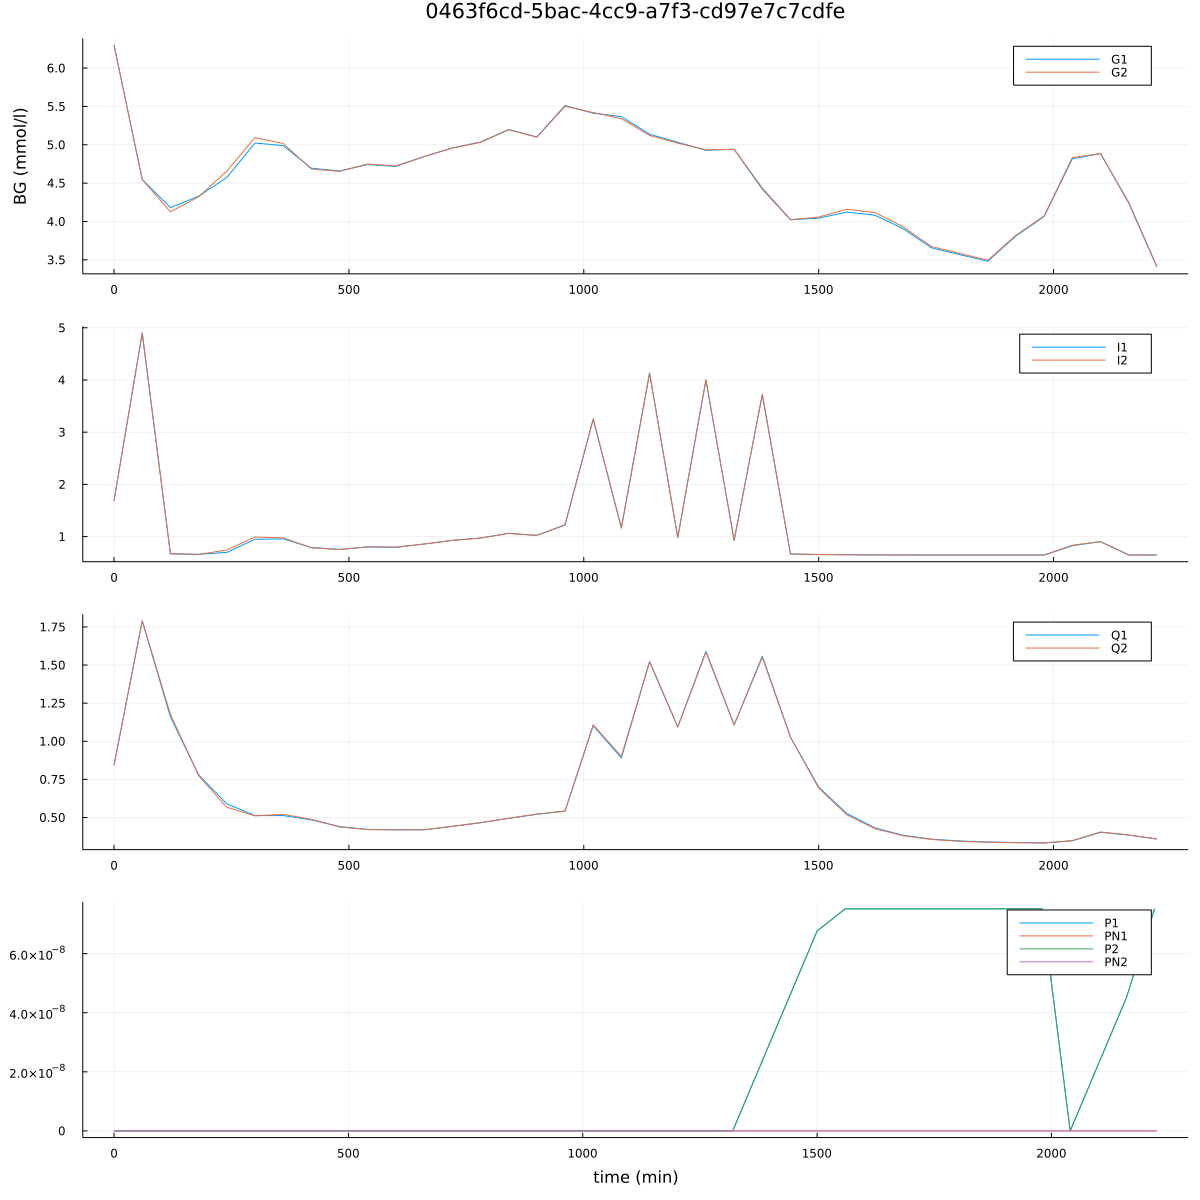 0463f6cd-5bac-4cc9-a7f3-cd97e7c7cdfe
BG (mmol/l)
6.0
5.5
5.0
4.5
4.0
3.5
G1
G2
0 500 1000 1500 2000
5
4
3
2
1
I1
I2
0 500 1000 1500 2000
1.75
1.50
1.25
1.00
0.75
0.50
Q1
Q2
0 500 1000 1500 2000
6.0×10⁻⁸
4.0×10⁻⁸
2.0×10⁻⁸
0
P1
PN1
P2
PN2
0 500 1000 1500 2000
time (min)